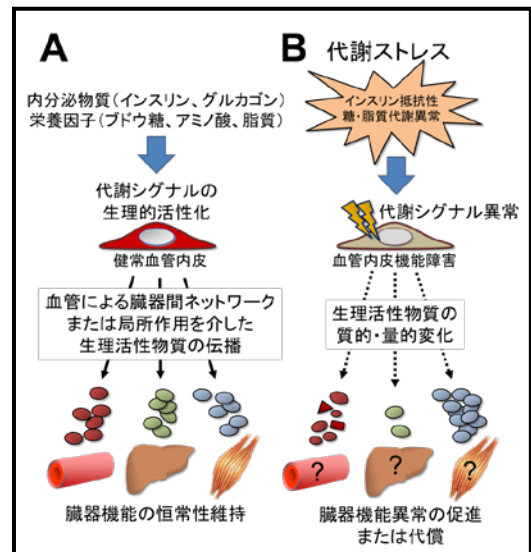 A
内分泌物質(インスリン、グルカゴン)
栄養因子(ブドウ糖、アミノ酸、脂質)
代謝シグナルの
生理的活性化
健常血管内皮
血管による臓器間ネットワーク
または局所作用を介した
生理活性物質の伝播
臓器機能の恒常性維持
B
代謝ストレス
インスリン抵抗性
糖・脂質代謝異常
代謝シグナル異常
血管内皮機能障害
生理活性物質の
質的・量的変化
? ? ?
臓器機能異常の促進
または代償